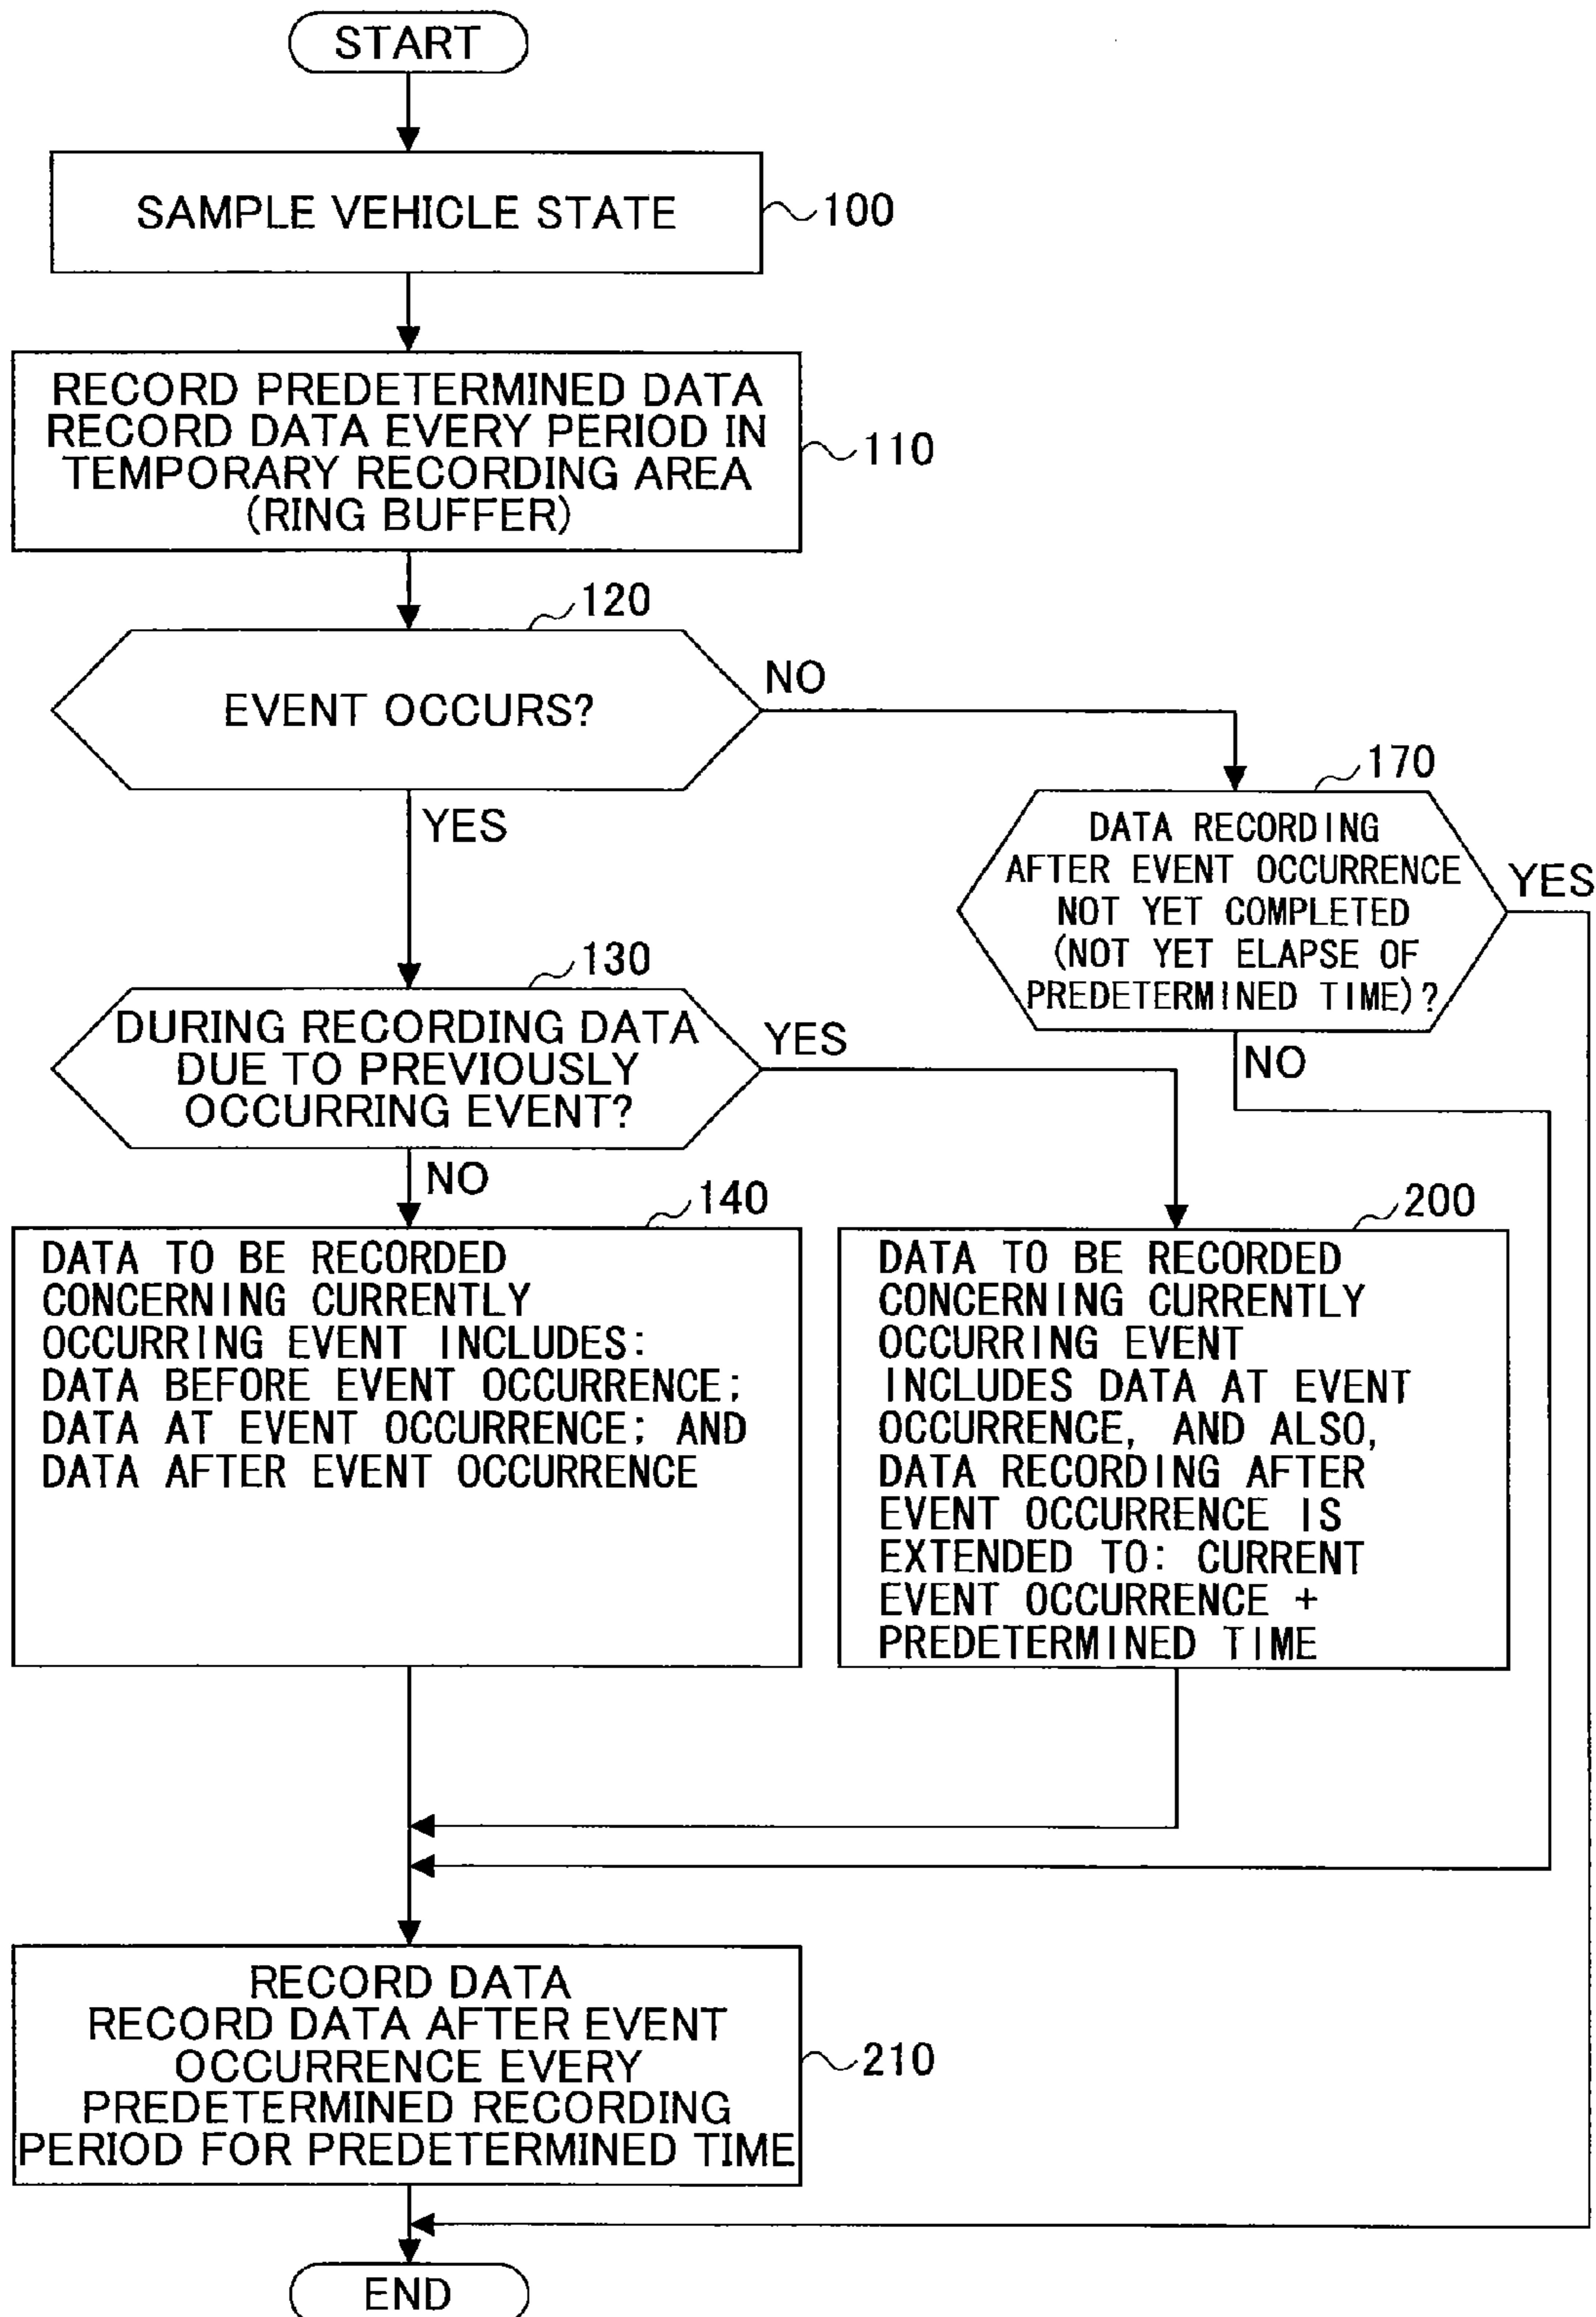 START
SAMPLE VEHICLE STATE
100
RECORD PREDETERMINED DATA
RECORD DATA EVERY PERIOD IN
TEMPORARY RECORDING AREA
(RING BUFFER)
110
120
EVENT OCCURS?
NO
YES
170
DATA RECORDING
AFTER EVENT OCCURRENCE
NOT YET COMPLETED
(NOT YET ELAPSE OF
PREDETERMINED TIME)?
YES
NO
130
DURING RECORDING DATA
DUE TO PREVIOUSLY
OCCURRING EVENT?
YES
NO
140
DATA TO BE RECORDED
CONCERNING CURRENTLY
OCCURRING EVENT INCLUDES:
DATA BEFORE EVENT OCCURRENCE;
DATA AT EVENT OCCURRENCE; AND
DATA AFTER EVENT OCCURRENCE
200
DATA TO BE RECORDED
CONCERNING CURRENTLY
OCCURRING EVENT
INCLUDES DATA AT EVENT
OCCURRENCE, AND ALSO,
DATA RECORDING AFTER
EVENT OCCURRENCE IS
EXTENDED TO: CURRENT
EVENT OCCURRENCE +
PREDETERMINED TIME
RECORD DATA
RECORD DATA AFTER EVENT
OCCURRENCE EVERY
PREDETERMINED RECORDING
PERIOD FOR PREDETERMINED TIME
210
END